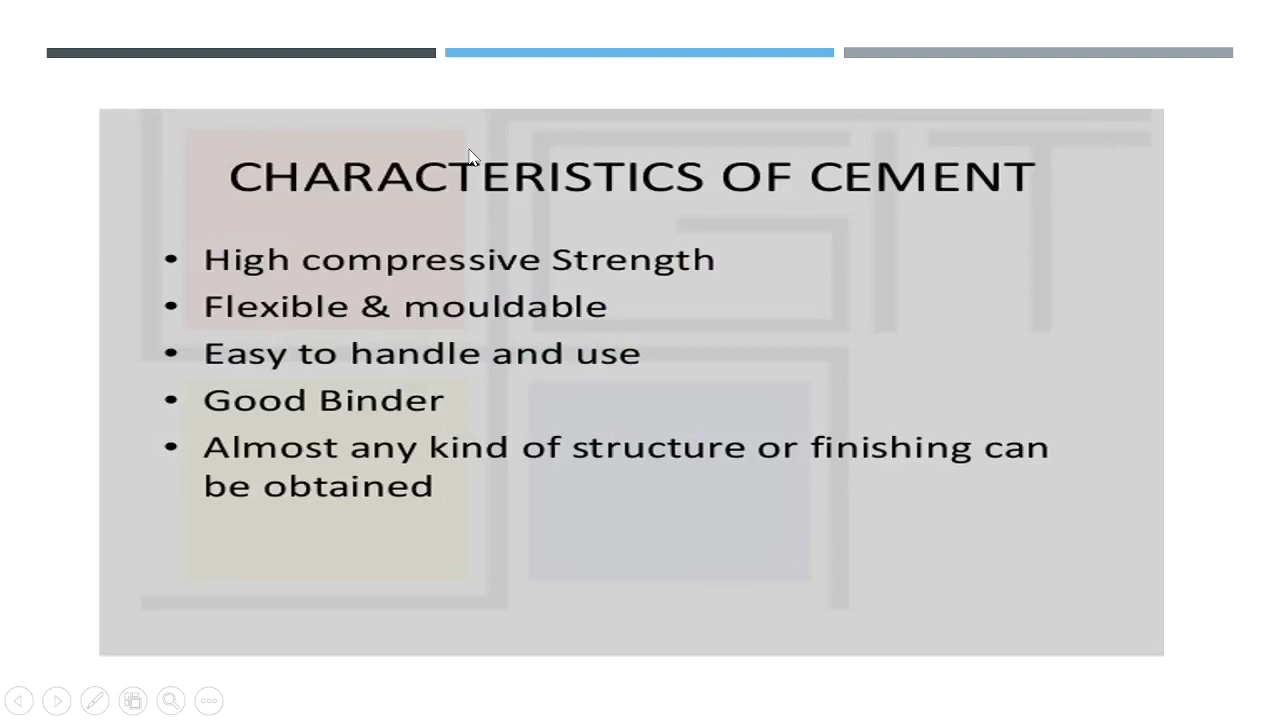 CHARACTERISTICS OF CEMENT
• High compressive Strength
• Flexible & mouldable
• Easy to handle and use
• Good Binder
• Almost any kind of structure or finishing can
be obtained